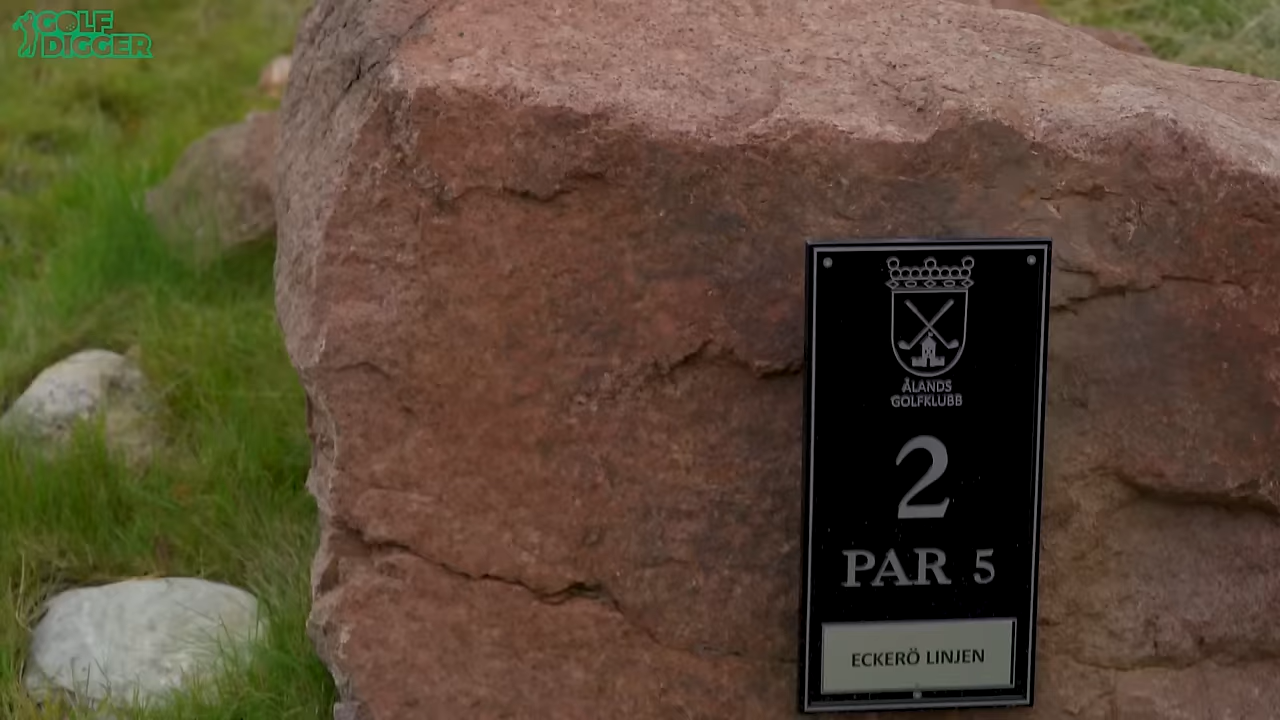 GOLF
DIGGER
ÅLANDS
GOLFKLUBB
2
PAR 5
ECKERÖ LINJEN